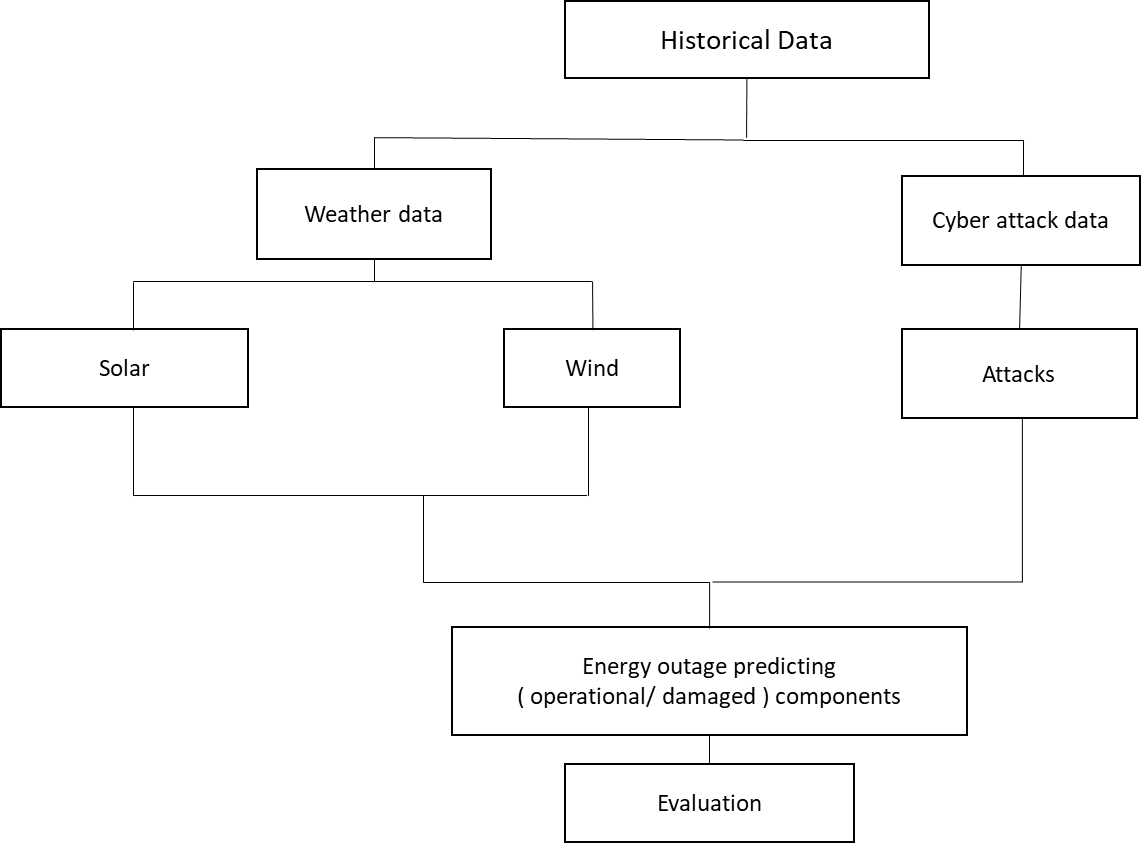 Historical Data
Weather data
Cyber attack data
Solar
Wind
Attacks
Energy outage predicting
( operational/ damaged ) components
Evaluation